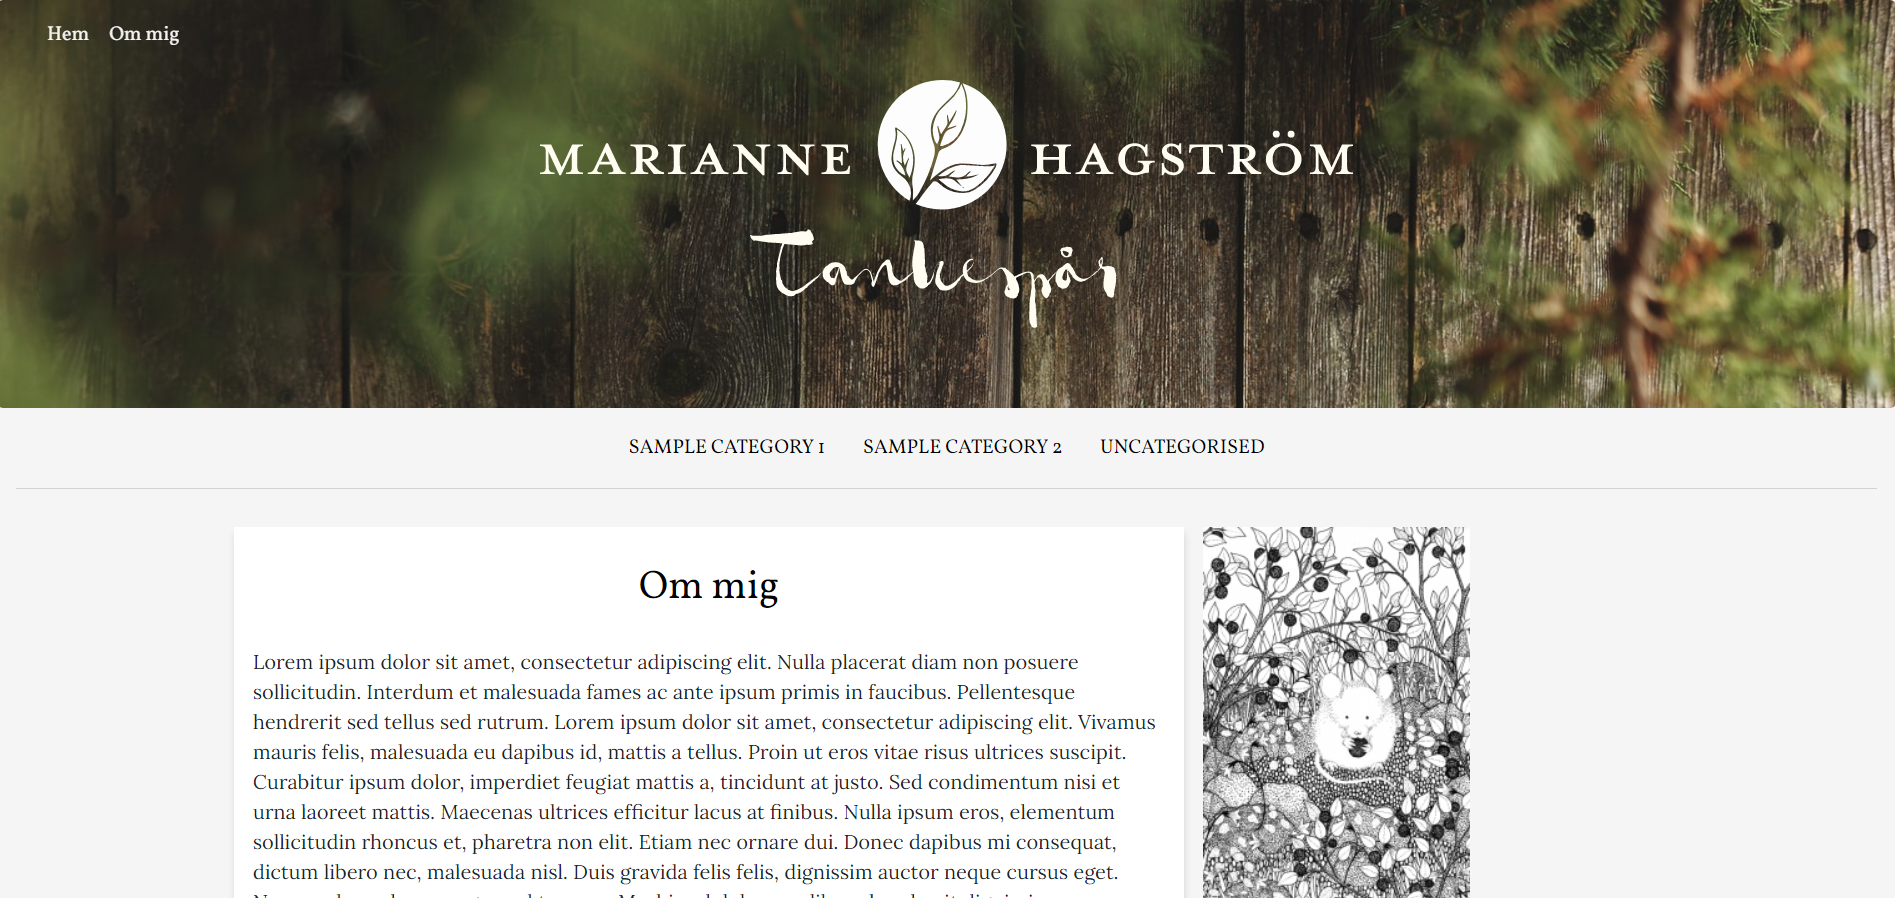 Hem Om mig
MARIANNE HAGSTRÖM
Tankespår
SAMPLE CATEGORY 1 SAMPLE CATEGORY 2 UNCATEGORISED
Om mig
Lorem ipsum dolor sit amet, consectetur adipiscing elit. Nulla placerat diam non posuere
sollicitudin. Interdum et malesuada fames ac ante ipsum primis in faucibus. Pellentesque
hendrerit sed tellus sed rutrum. Lorem ipsum dolor sit amet, consectetur adipiscing elit. Vivamus
mauris felis, malesuada eu dapibus id, mattis a tellus. Proin ut eros vitae risus ultrices suscipit.
Curabitur ipsum dolor, imperdiet feugiat mattis a, tincidunt at justo. Sed condimentum nisi et
urna laoreet mattis. Maecenas ultrices efficitur lacus at finibus. Nulla ipsum eros, elementum
sollicitudin rhoncus et, pharetra non elit. Etiam nec ornare dui. Donec dapibus mi consequat,
dictum libero nec, malesuada nisl. Duis gravida felis felis, dignissim auctor neque cursus eget.